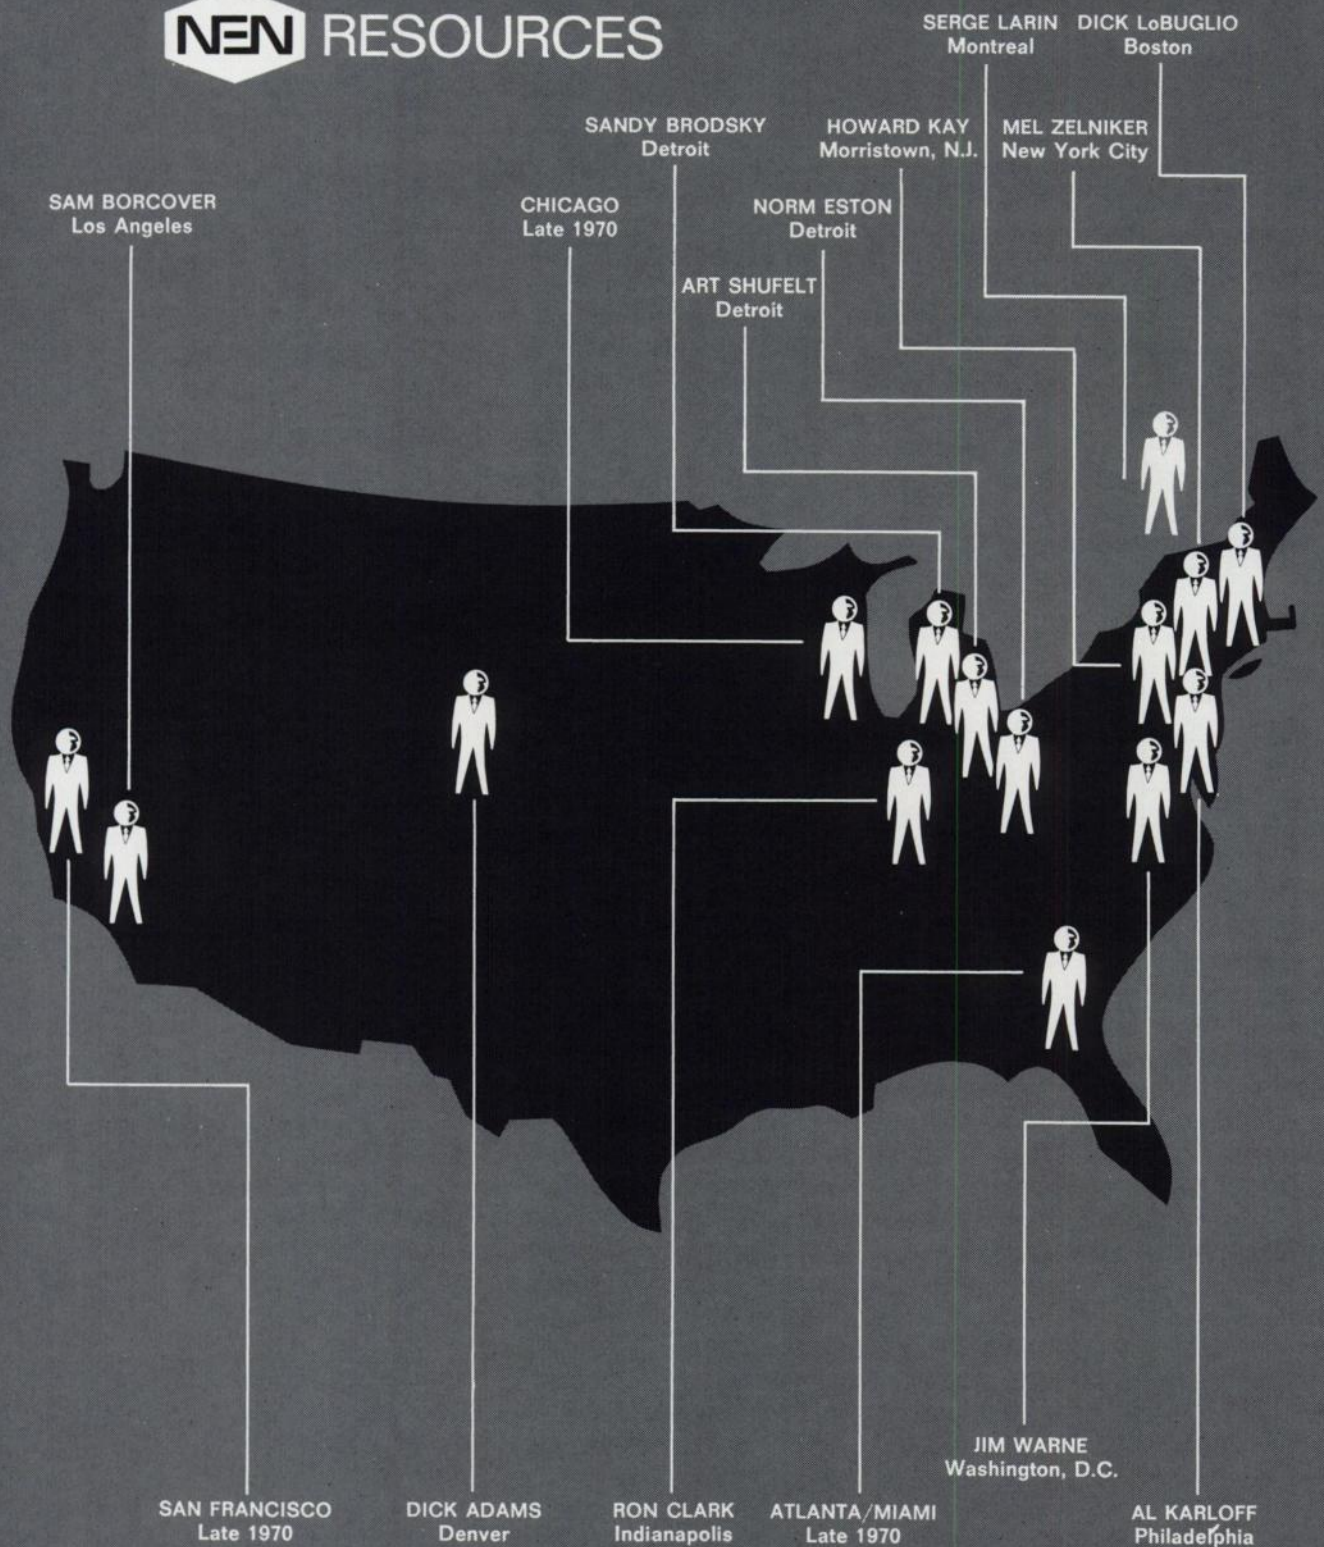 NEN RESOURCES
SERGE LARIN
Montreal
DICK LoBUGLIO
Boston
SANDY BRODSKY
Detroit
HOWARD KAY
Morristown, N.J.
MEL ZELNIKER
New York City
SAM BORCOVER
Los Angeles
CHICAGO
Late 1970
NORM ESTON
Detroit
ART SHUFELT
Detroit
JIM WARNE
Washington, D.C.
SAN FRANCISCO
Late 1970
DICK ADAMS
Denver
RON CLARK
Indianapolis
ATLANTA/MIAMI
Late 1970
AL KARLOFF
Philadelphia